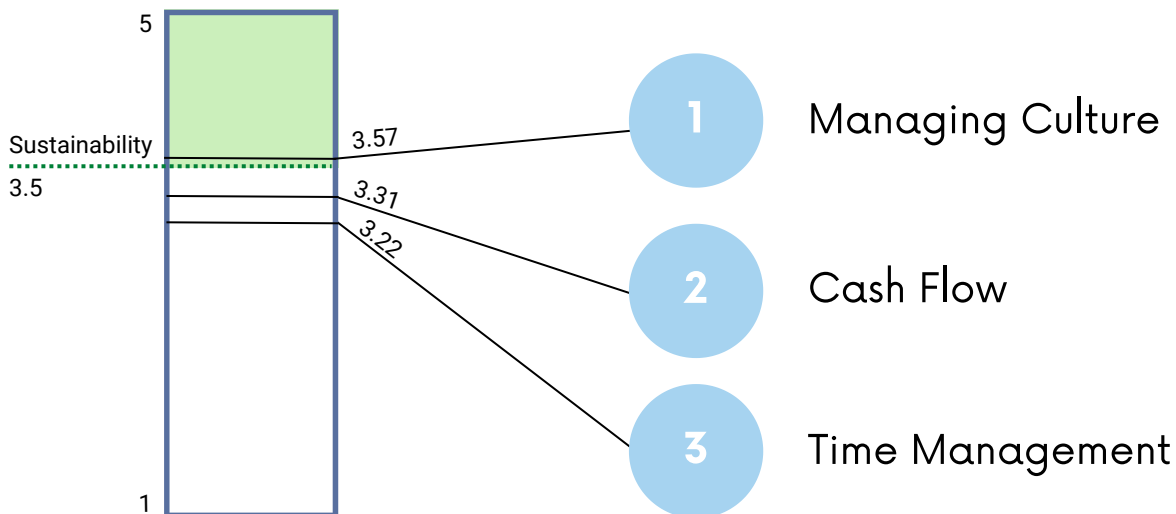 5
Sustainability
3.5
1
3.57
3.31
3.22
1
Managing Culture
2
Cash Flow
3
Time Management